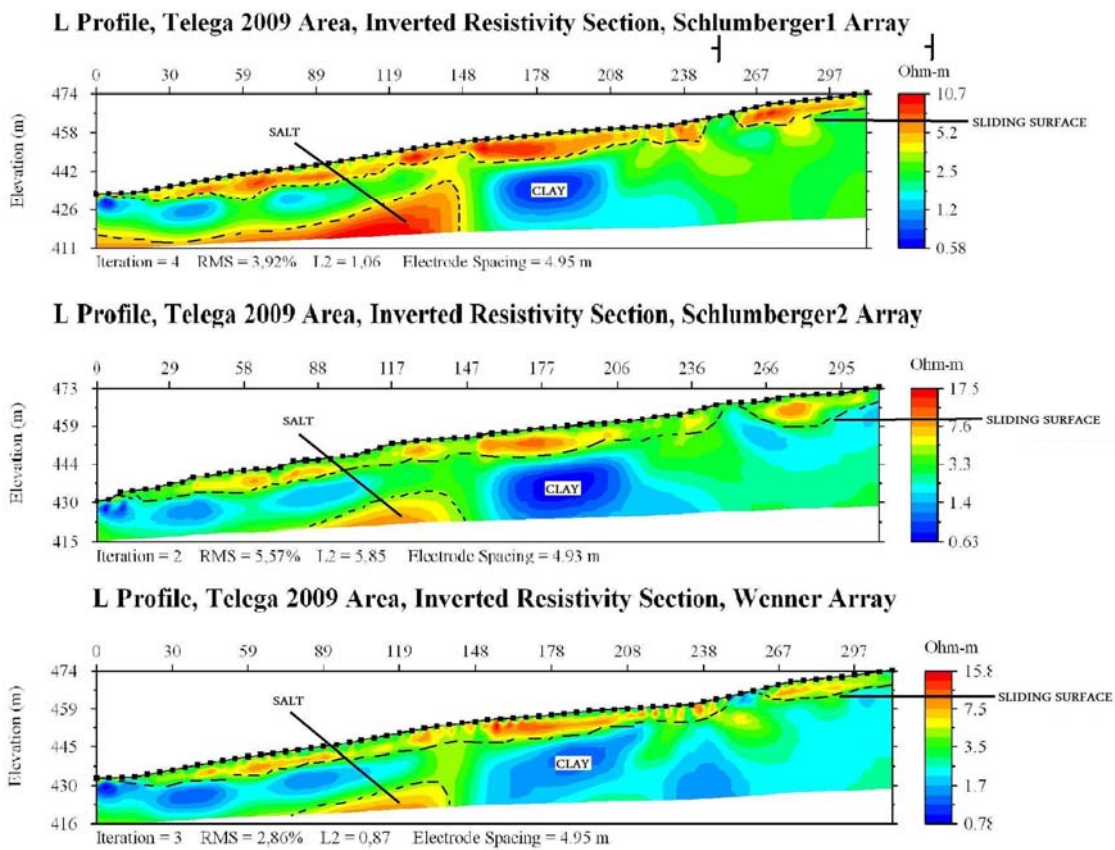 L Profile, Telega 2009 Area, Inverted Resistivity Section, Schlumberger1 Array
0 30 59 89 119 148 178 208 238 267 297
Ohm-m
Elevation (m)
474
458
442
426
411
SALT
CLAY
10.7
5.2
2.5
1.2
0.58
SLIDING SURFACE
Iteration = 4 RMS = 3,92% L2 = 1,06 Electrode Spacing = 4.95 m
L Profile, Telega 2009 Area, Inverted Resistivity Section, Schlumberger2 Array
0 29 58 88 117 147 177 206 236 266 295
Ohm-m
Elevation (m)
473
459
444
430
415
SALT
CLAY
17.5
7.6
3.3
1.4
0.63
SLIDING SURFACE
Iteration = 2 RMS = 5,57% L2 = 5,85 Electrode Spacing = 4.93 m
L Profile, Telega 2009 Area, Inverted Resistivity Section, Wenner Array
0 30 59 89 119 148 178 208 238 267 297
Ohm-m
Elevation (m)
474
459
445
430
416
SALT
CLAY
15.8
7.5
3.5
1.7
0.78
SLIDING SURFACE
Iteration = 3 RMS = 2,86% L2 = 0,87 Electrode Spacing = 4.95 m